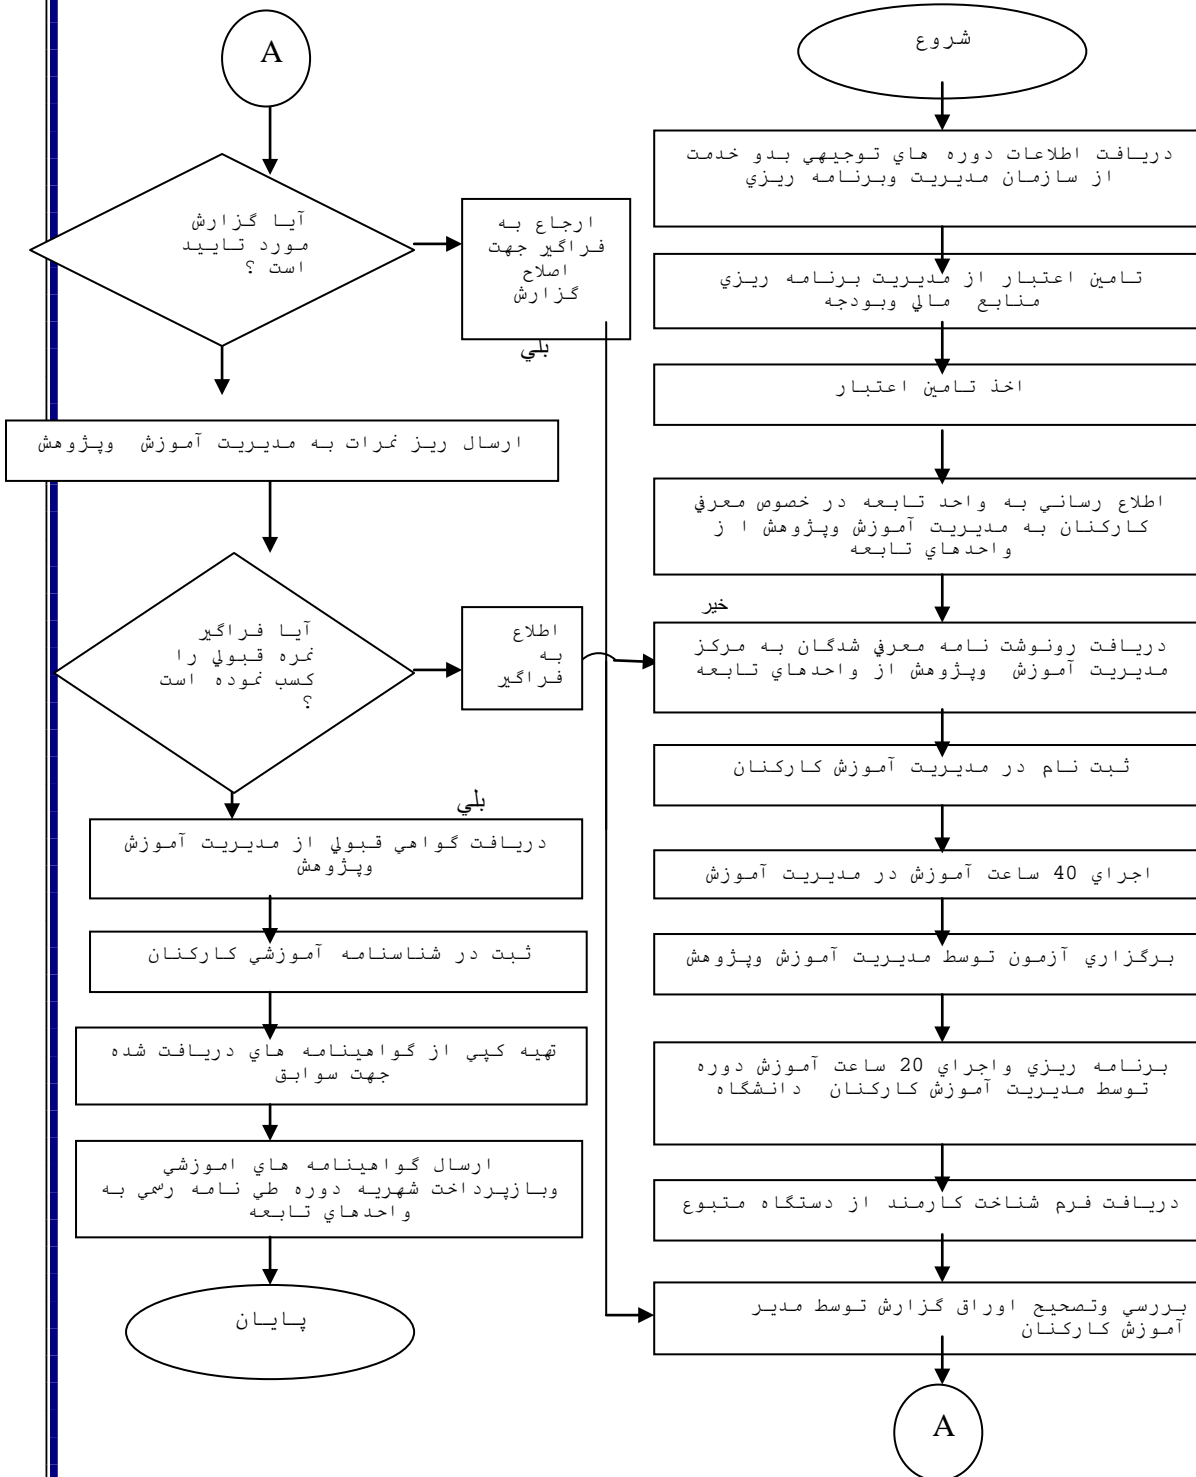 شروع
دريافت اطلاعات دوره هاي توجيهي بدو خدمت
از سازمان مديريت وبرنامه ريزي
تامين اعتبار از مديريت برنامه ريزي
منابع مالي وبودجه
اخذ تامين اعتبار
اطلاع رساني به واحد تابعه در خصوص معرفي
كاركنان به مديريت آموزش وپژوهش ا ز
واحدهاي تابعه
خير
دريافت رونوشت نامه معرفي شدگان به مركز
مديريت آموزش وپژوهش از واحدهاي تابعه
ثبت نام در مديريت آموزش كاركنان
اجراي 40 ساعت آموزش در مديريت آموزش
برگزاري آزمون توسط مديريت آموزش وپژوهش
برنامه ريزي واجراي 20 ساعت آموزش دوره
توسط مديريت آموزش كاركنان دانشگاه
دريافت فرم شناخت كارمند از دستگاه متبوع
بررسي وتصحيح اوراق گزارش توسط مدير
آموزش كاركنان
A
A
آيا گزارش
مورد تاييد
است ؟
ارجاع به
فراگير جهت
اصلاح
گزارش
بلي
ارسال ريز نمرات به مديريت آموزش وپژوهش
آيا فراگير
نمره قبولي را
كسب نموده است
؟
اطلاع
به
فراگير
بلي
دريافت گواهي قبولي از مديريت آموزش
وپژوهش
ثبت در شناسنامه آموزشي كاركنان
تهيه كپي از گواهينامه هاي دريافت شده
جهت سوابق
ارسال گواهينامه هاي اموزشي
وبازپرداخت شهريه دوره طي نامه رسمي به
واحدهاي تابعه
پايان